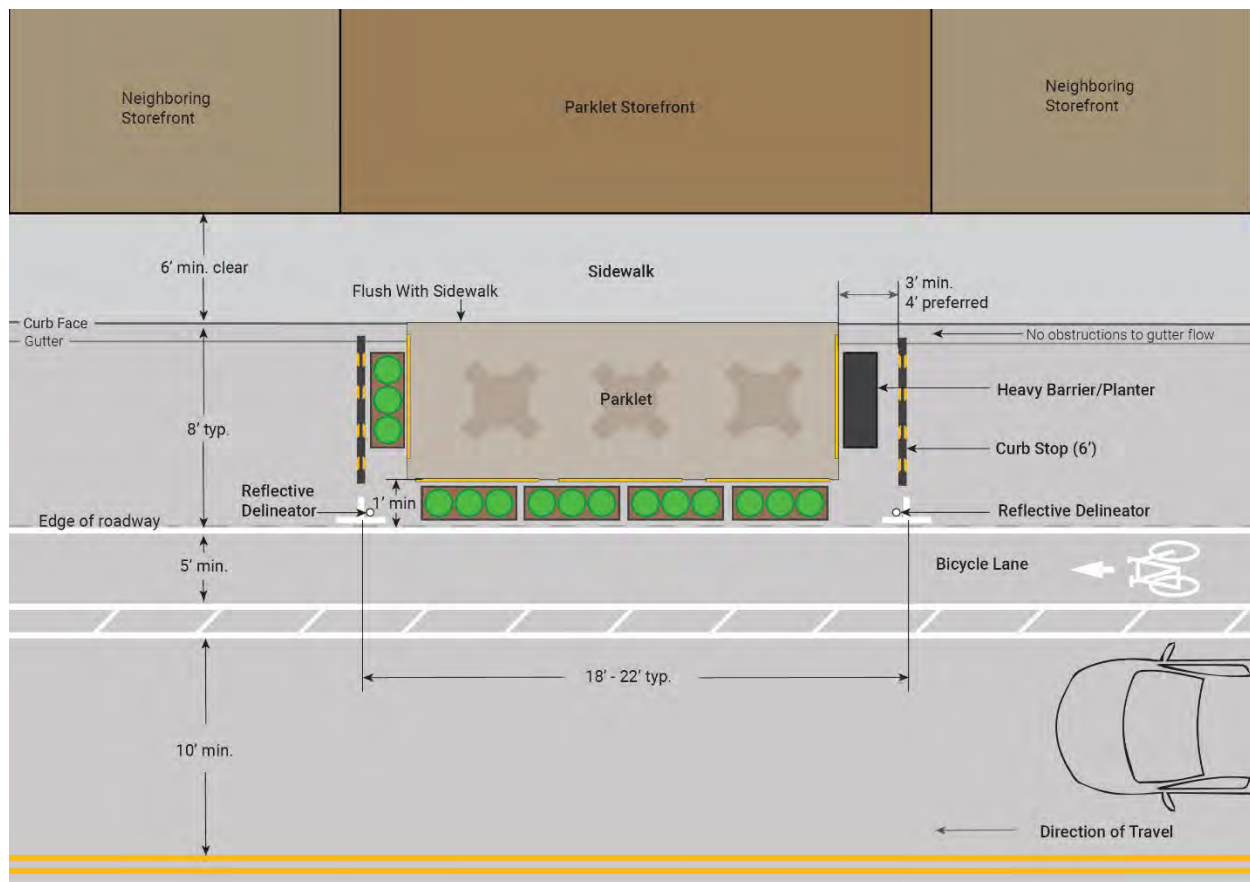 Neighboring
Storefront
Parklet Storefront
Neighboring
Storefront
6' min. clear
Sidewalk
3' min.
4' preferred
Flush With Sidewalk
Curb Face
Gutter
No obstructions to gutter flow
Heavy Barrier/Planter
Parklet
8' typ.
Curb Stop (6')
Reflective
Delineator
1' min
Reflective Delineator
Edge of roadway
5' min.
Bicycle Lane
18' - 22' typ.
10' min.
Direction of Travel